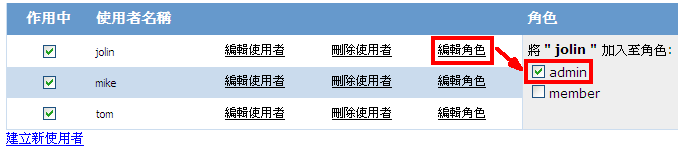 作用中 使用者名稱 角色
jolin 編輯使用者 刪除使用者 編輯角色 將 " jolin " 加入至角色:
admin
mike 編輯使用者 刪除使用者 編輯角色
member
tom 編輯使用者 刪除使用者 編輯角色
建立新使用者